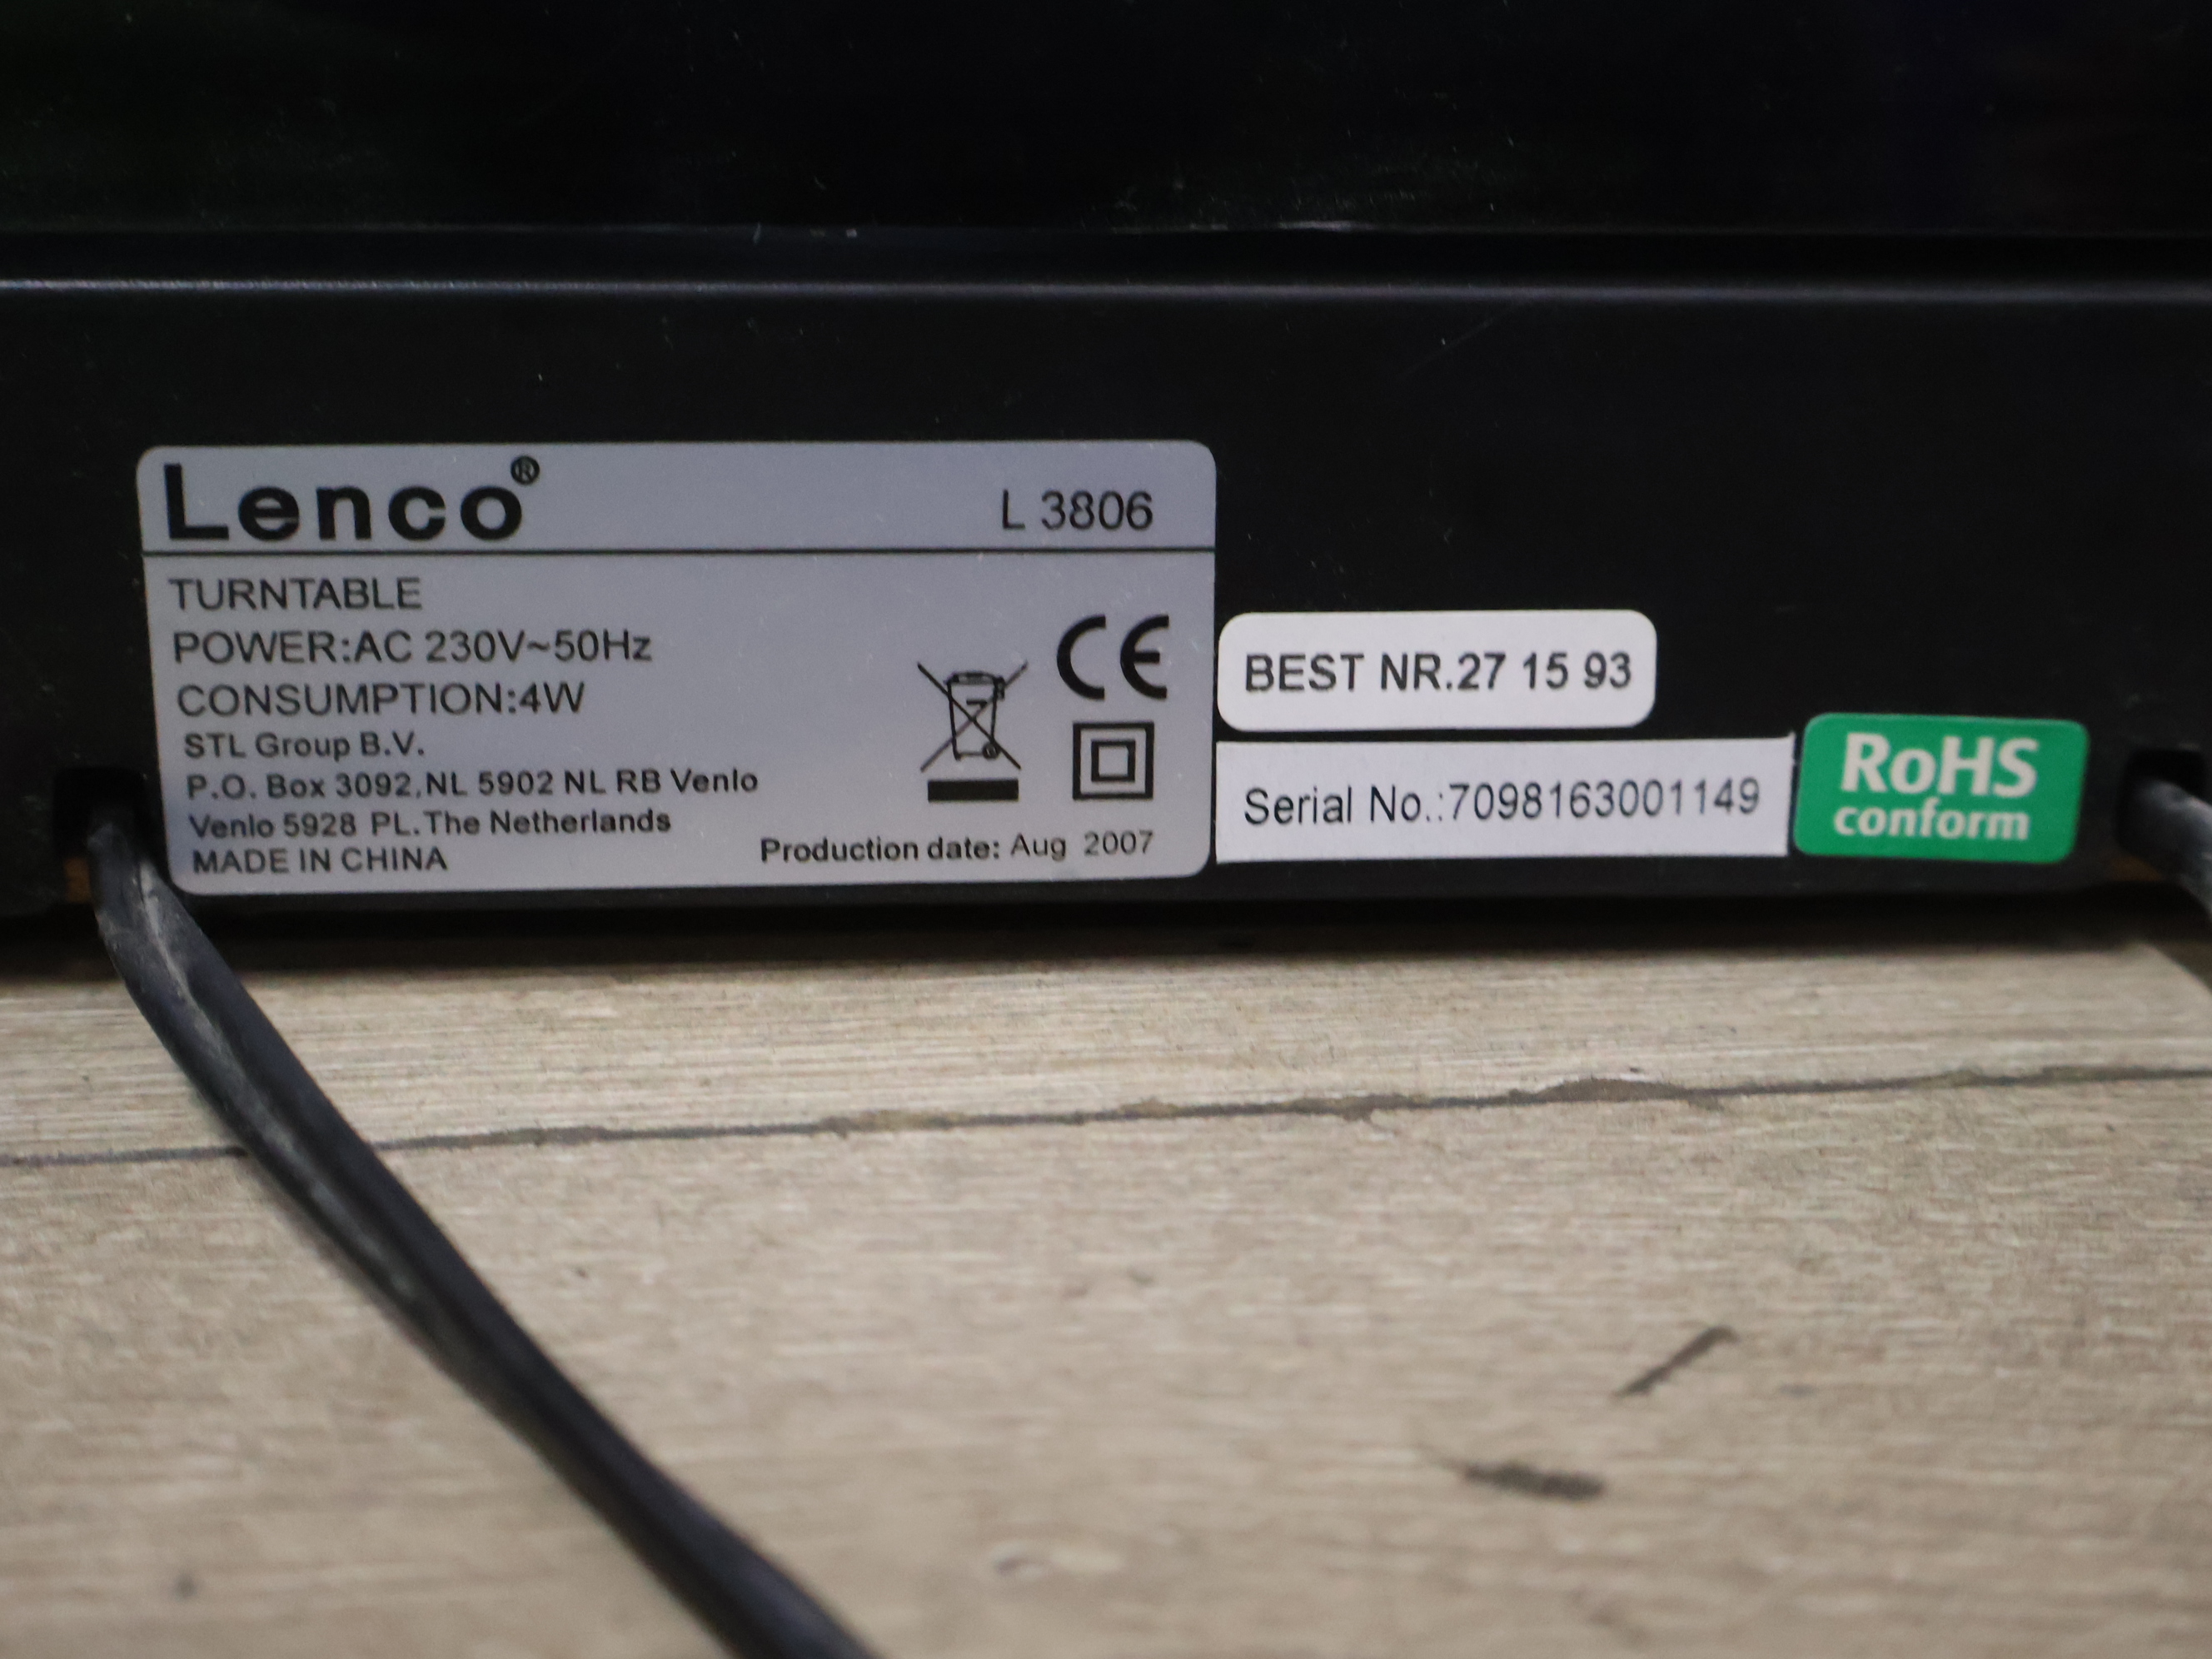 Lenco®
L 3806
TURNTABLE
POWER:AC 230V~50Hz
CONSUMPTION:4W
STL Group B.V.
P.O. Box 3092,NL 5902 NL RB Venlo
Venlo 5928 PL.The Netherlands
MADE IN CHINA
Production date: Aug 2007
CE
BEST NR.27 15 93
Serial No.:7098163001149
RoHS
conform